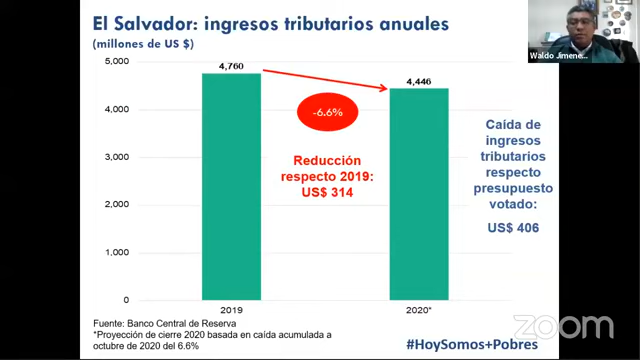 El Salvador: ingresos tributarios anuales
(millones de US $)
Waldo Jimene...
5,000
4,000
3,000
2,000
1,000
0
4,760
4,446
-6.6%
Reducción
respecto 2019:
US$ 314
Caída de
ingresos
tributarios
respecto
presupuesto
votado:
US$ 406
2019
2020*
Fuente: Banco Central de Reserva
*Proyección de cierre 2020 basada en caída acumulada a
octubre de 2020 del 6.6%
#HoySomos+Pobres
zoom